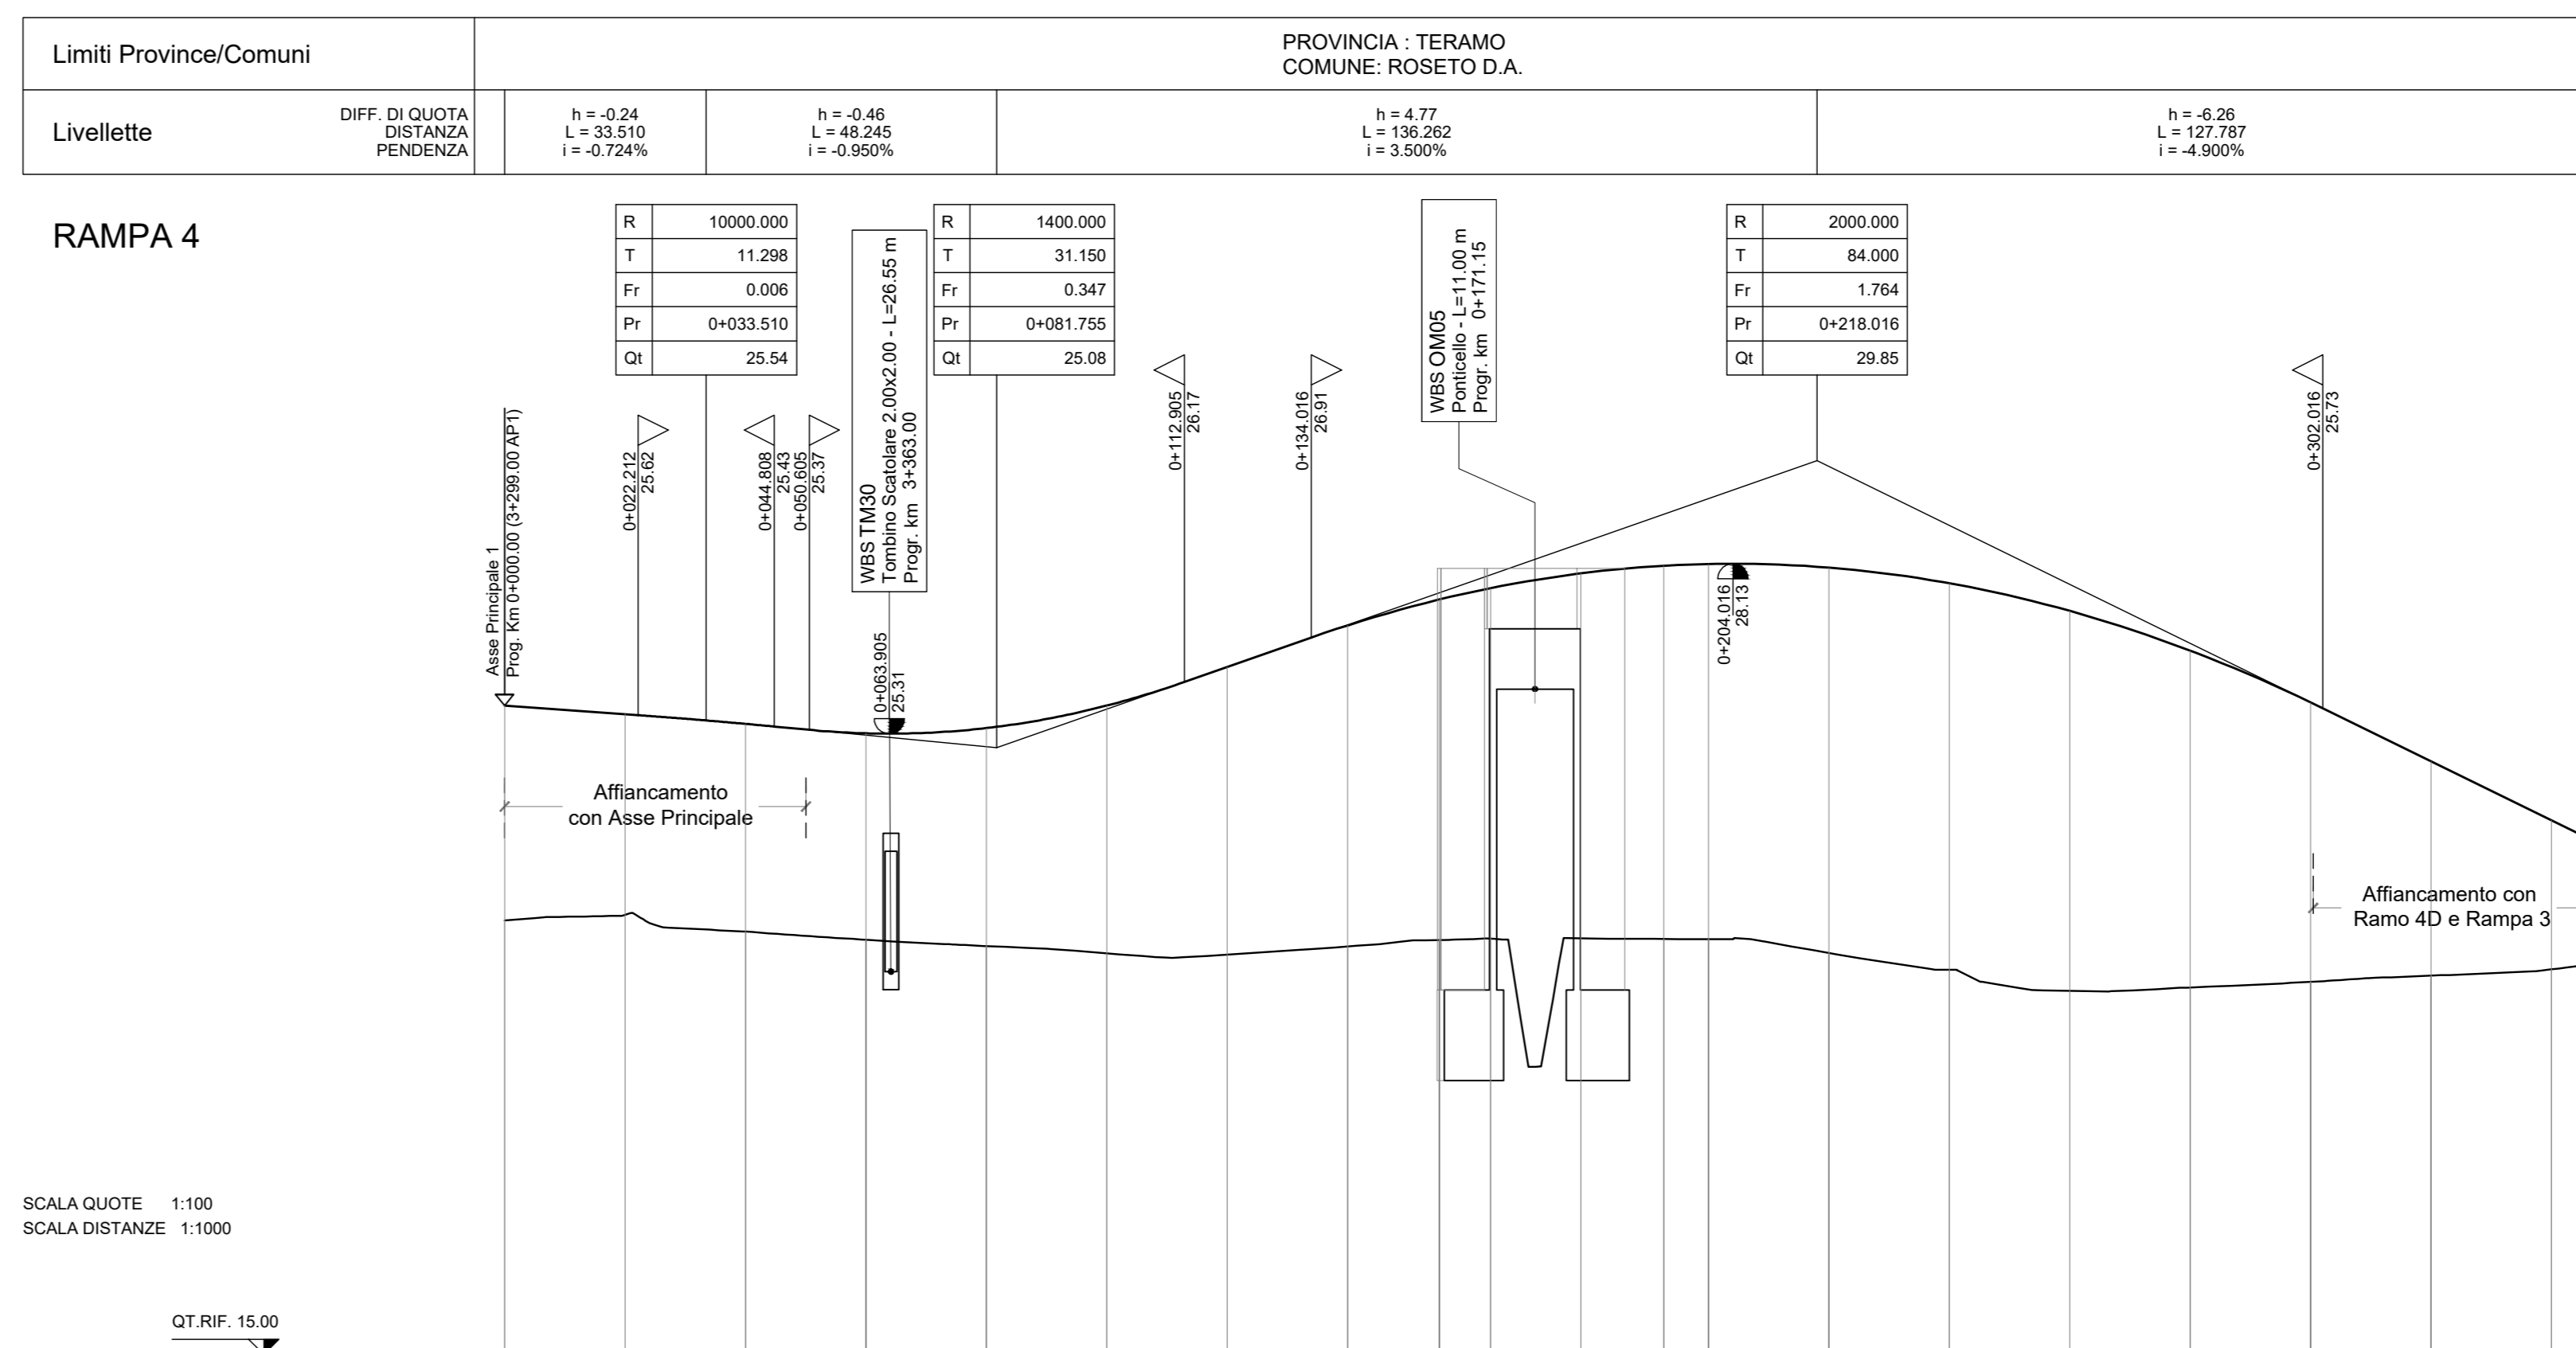 Limiti Province/Comuni
PROVINCIA : TERAMO
COMUNE: ROSETO D.A.
Livellette
DIFF. DI QUOTA
DISTANZA
PENDENZA
h = -0.24
L = 33.510
i = -0.724%
h = -0.46
L = 48.245
i = -0.950%
h = 4.77
L = 136.262
i = 3.500%
h = -6.26
L = 127.787
i = -4.900%
RAMPA 4
R 10000.000
T 11.298
Fr 0.006
Pr 0+033.510
Qt 25.54
WBS TM30
Tombino Scatolare 2.00x2.00 - L=26.55 m
Progr. km 3+363.00
R 1400.000
T 31.150
Fr 0.347
Pr 0+081.755
Qt 25.08
WBS OM05
Ponticello - L=11.00 m
Progr. km 0+171.15
R 2000.000
T 84.000
Fr 1.764
Pr 0+218.016
Qt 29.85
Asse Principale 1
Prog. Km 0+000.00 (3+299.00 AP1)
0+022.212
25.62
0+044.808
25.43
0+050.605
25.37
0+063.905
25.31
0+112.905
26.17
0+134.016
26.91
0+204.016
28.13
0+302.016
25.73
Affiancamento
con Asse Principale
Affiancamento con
Ramo 4D e Rampa 3
SCALA QUOTE 1:100
SCALA DISTANZE 1:1000
QT.RIF. 15.00